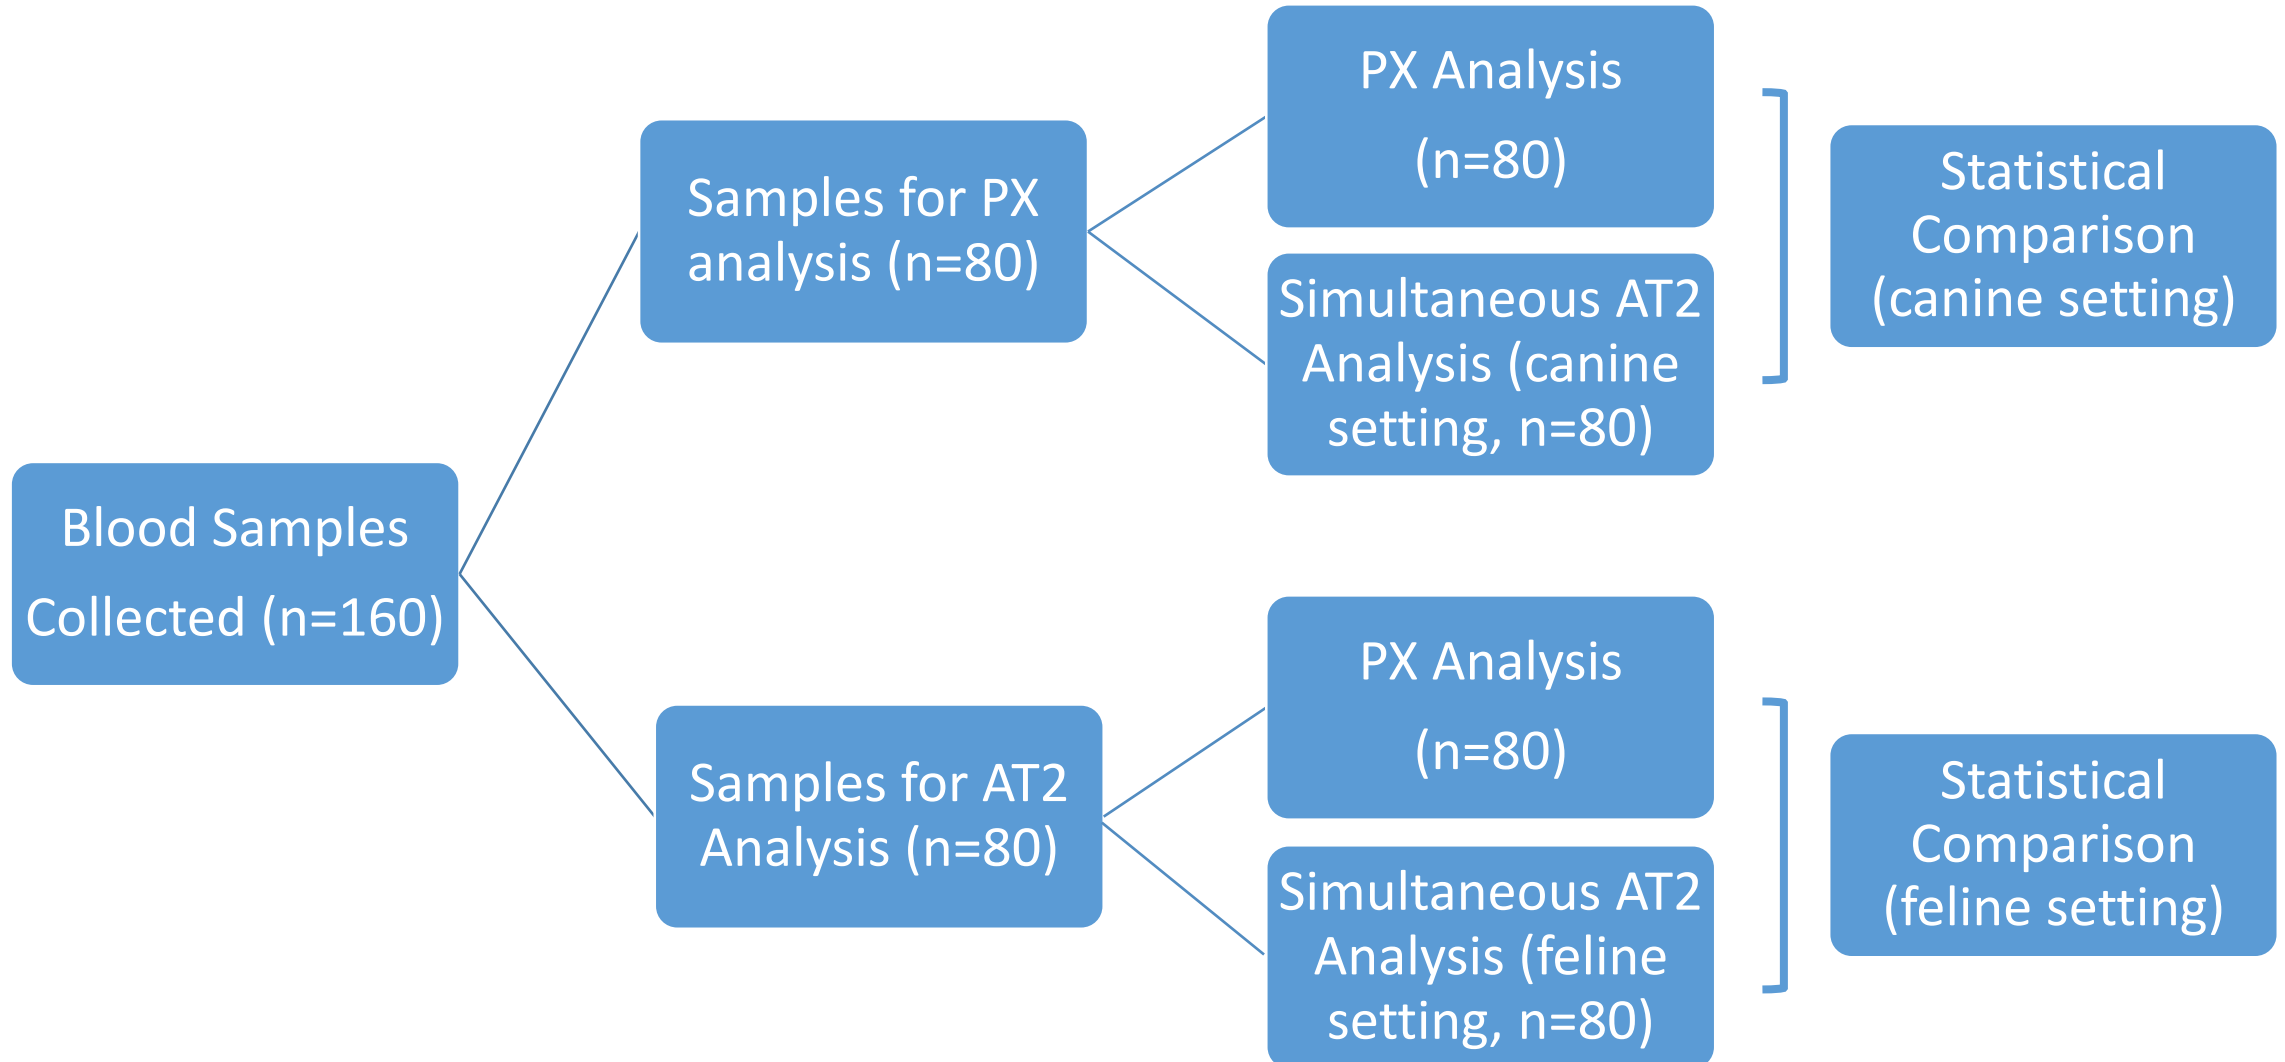 Blood Samples
Collected (n=160)
Samples for PX
analysis (n=80)
PX Analysis
(n=80)
Simultaneous AT2
Analysis (canine
setting, n=80)
Statistical
Comparison
(canine setting)
Samples for AT2
Analysis (n=80)
PX Analysis
(n=80)
Simultaneous AT2
Analysis (feline
setting, n=80)
Statistical
Comparison
(feline setting)